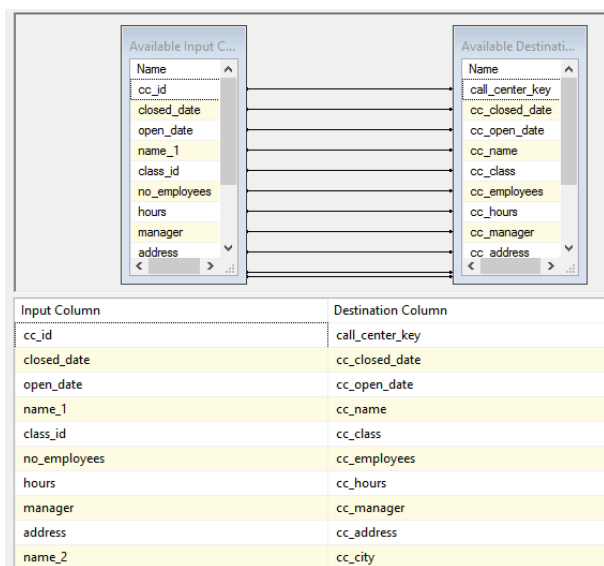 Available Input C...
Name
cc_id
closed_date
open_date
name_1
class_id
no_employees
hours
manager
address
Available Destinati...
Name
call_center_key
cc_closed_date
cc_open_date
cc_name
cc_class
cc_employees
cc_hours
cc_manager
cc_address
Input Column Destination Column
cc_id call_center_key
closed_date cc_closed_date
open_date cc_open_date
name_1 cc_name
class_id cc_class
no_employees cc_employees
hours cc_hours
manager cc_manager
address cc_address
name_2 cc_city